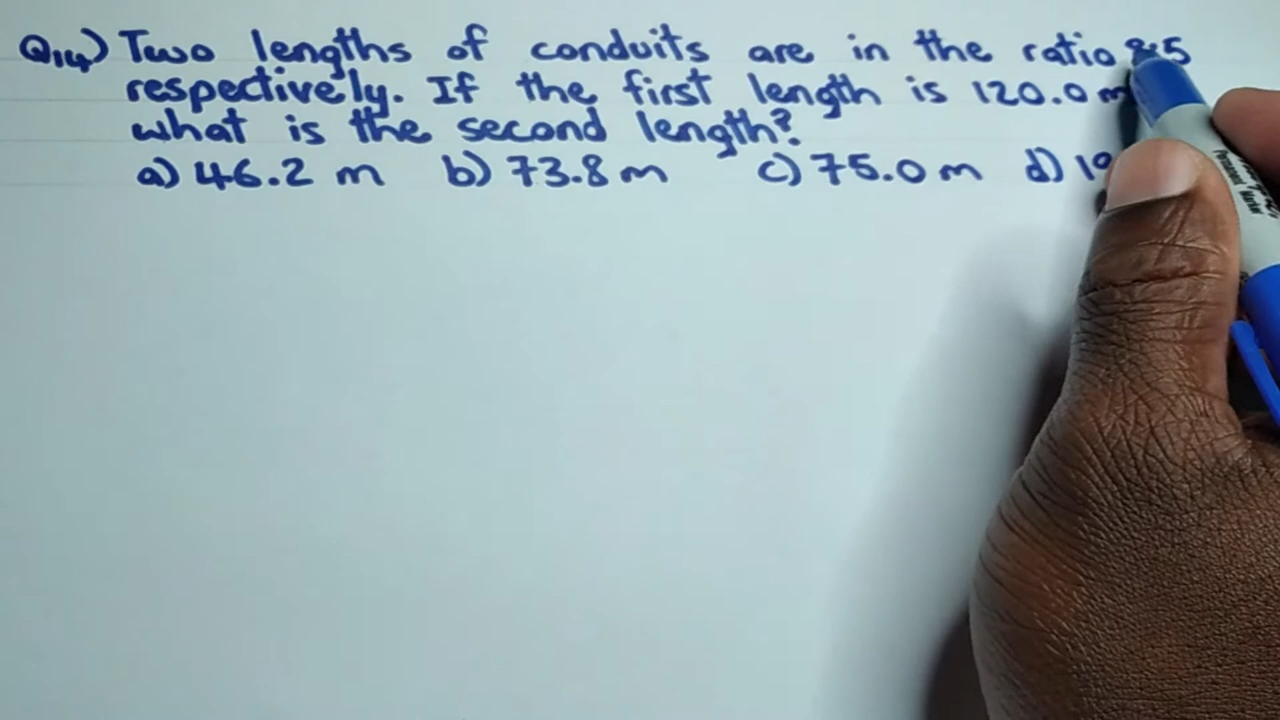 Q14) Two lengths of conduits are in the ratio 8:5
respectively. If the first length is 120.0 m
what is the second length?
a) 46.2 m b) 73.8 m c) 75.0 m d) 19